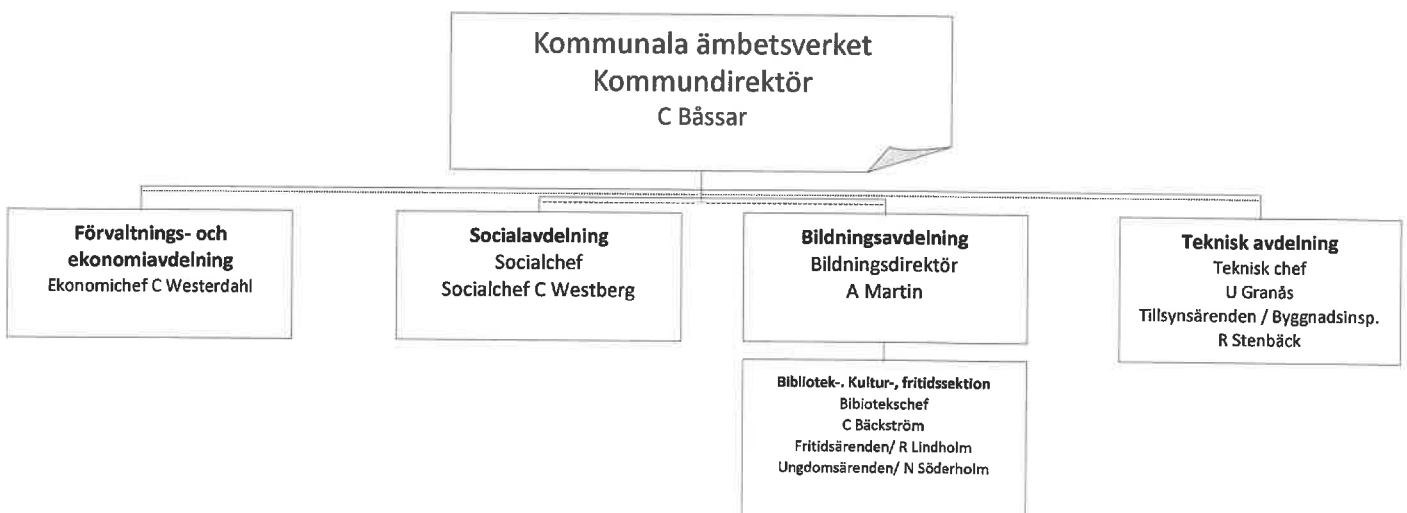 Kommunala ämbetsverket
Kommundirektör
C Båssar
Förvaltnings- och
ekonomiavdelning
Ekonomichef C Westerdahl
Socialavdelning
Socialchef
Socialchef C Westberg
Bildningsavdelning
Bildningsdirektör
A Martin
Teknisk avdelning
Teknisk chef
U Granås
Tillsynsärenden / Byggnadsinsp.
R Stenbäck
Bibliotek-. Kultur-, fritidssektion
Bibiotekschef
C Bäckström
Fritidsärenden/ R Lindholm
Ungdomsärenden/ N Söderholm